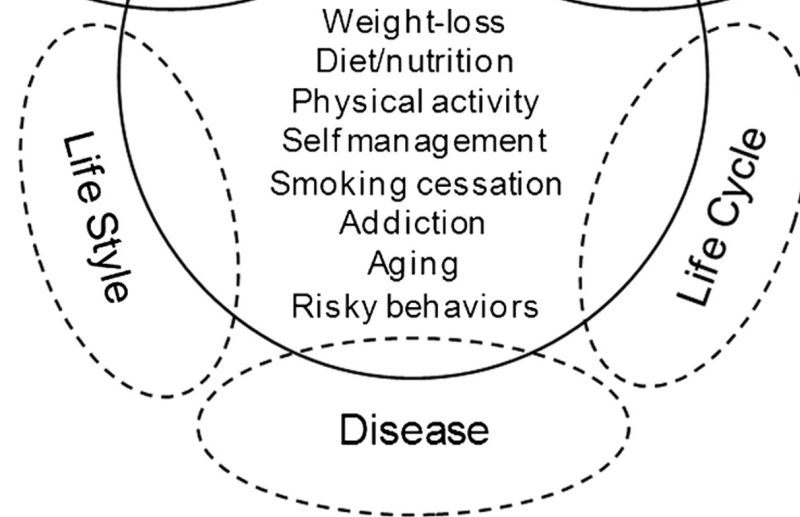 Weight-loss
Diet/nutrition
Physical activity
Self management
Smoking cessation
Addiction
Aging
Risky behaviors
Life Style
Life Cycle
Disease